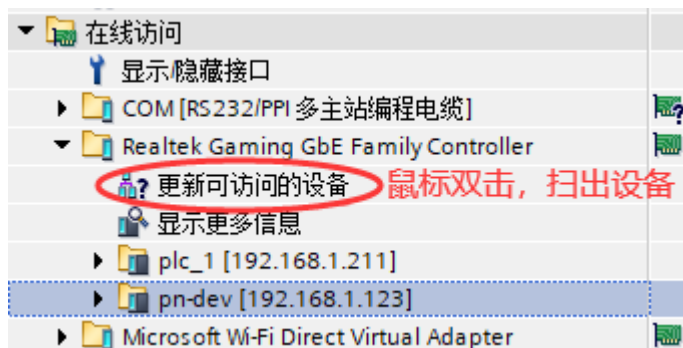 在线访问
显示/隐藏接口
COM [RS232/PPI 多主站编程电缆]
Realtek Gaming GbE Family Controller
更新可访问的设备 鼠标双击，扫出设备
显示更多信息
plc_1 [192.168.1.211]
pn-dev [192.168.1.123]
Microsoft Wi-Fi Direct Virtual Adapter